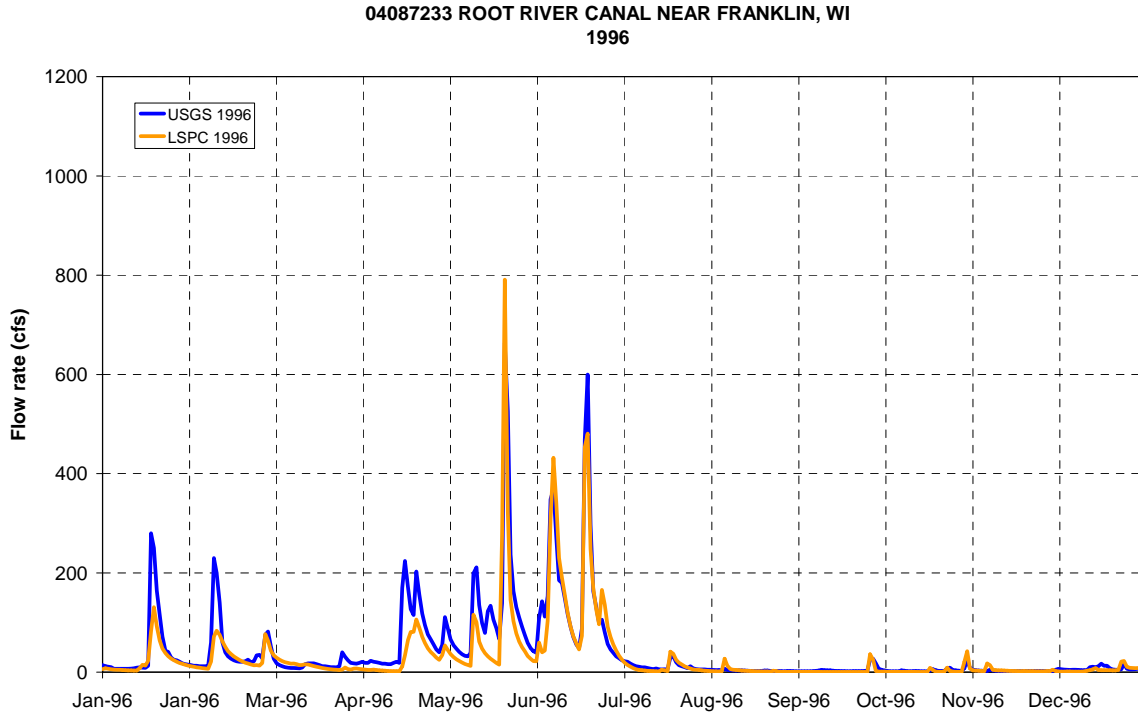 04087233 ROOT RIVER CANAL NEAR FRANKLIN, WI
1996
1200
USGS 1996
LSPC 1996
1000
800
600
400
200
0
Flow rate (cfs)
Jan-96 Jan-96 Mar-96 Apr-96 May-96 Jun-96 Jul-96 Aug-96 Sep-96 Oct-96 Nov-96 Dec-96